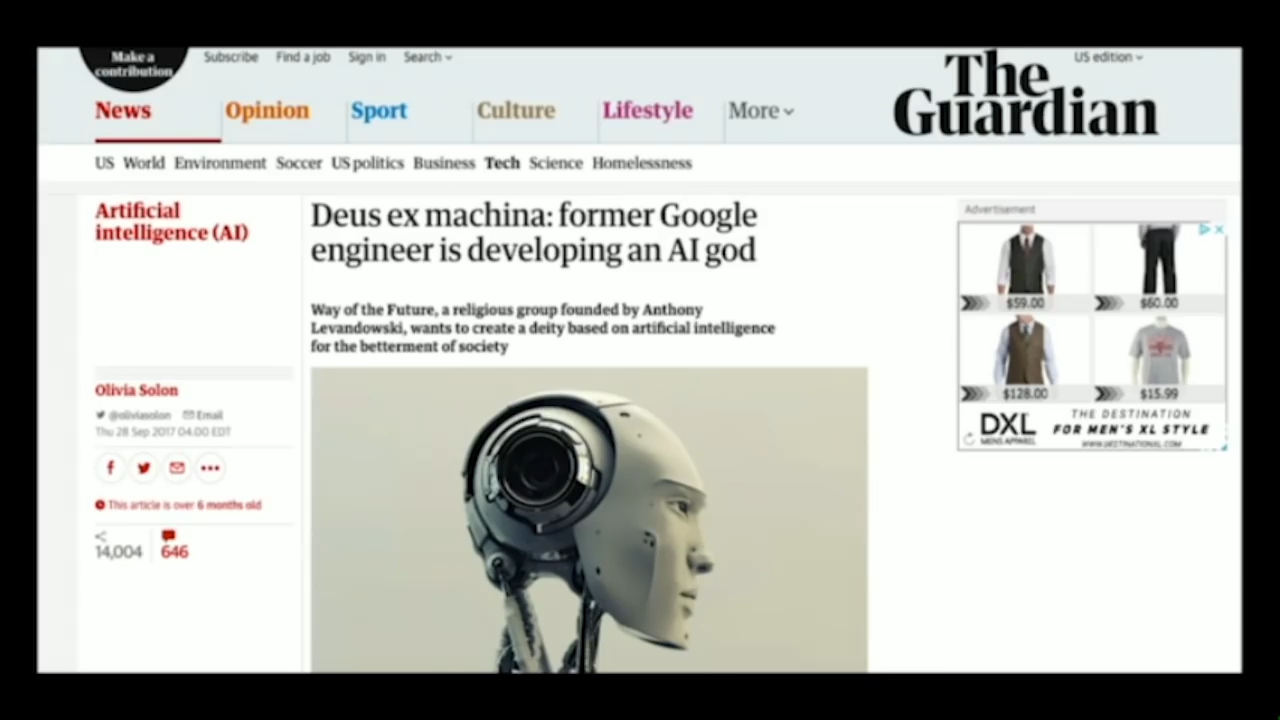 Make a
contribution
Subscribe Find a job Sign in Search
US edition
The
Guardian
News Opinion Sport Culture Lifestyle More
US World Environment Soccer US politics Business Tech Science Homelessness
Artificial
intelligence (AI)
Deus ex machina: former Google
engineer is developing an AI god
Way of the Future, a religious group founded by Anthony
Levandowski, wants to create a deity based on artificial intelligence
for the betterment of society
Olivia Solon
@oliviasolon Email
Thu 28 Sep 2017 04.00 EDT
This article is over 6 months old
14,004 646
Advertisement
$59.00 $60.00
$128.00 $15.99
DXL
MENS APPAREL
THE DESTINATION
FOR MEN'S XL STYLE
WWW.DESTINATIONXL.COM